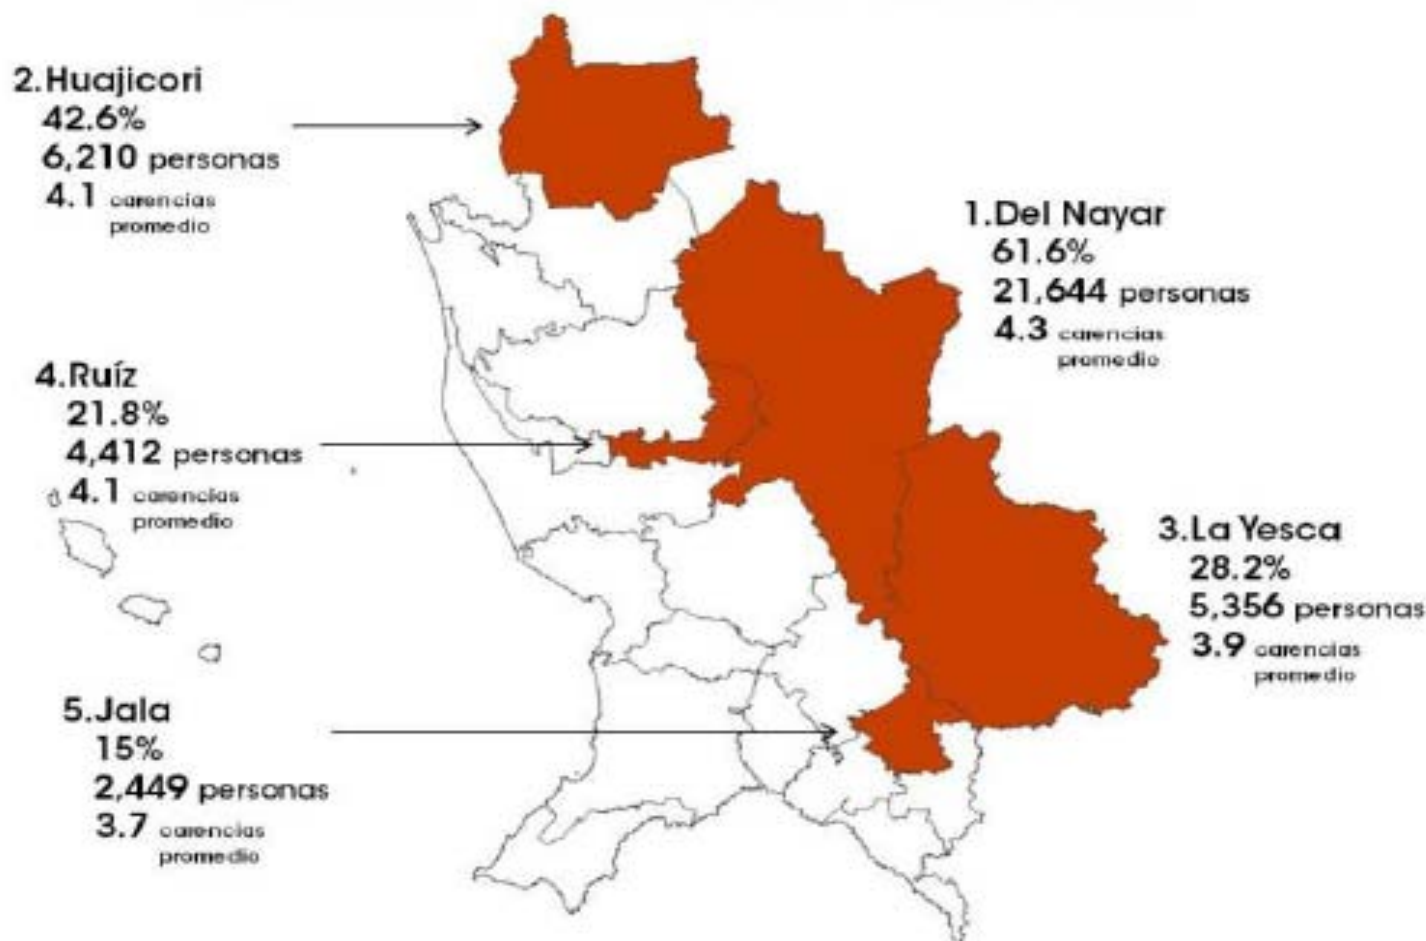 2.Huajicori
42.6%
6,210 personas
4.1 carencias
promedio
1.Del Nayar
61.6%
21,644 personas
4.3 carencias
promedio
4.Ruíz
21.8%
4,412 personas
4.1 carencias
promedio
3.La Yesca
28.2%
5,356 personas
3.9 carencias
promedio
5.Jala
15%
2,449 personas
3.7 carencias
promedio